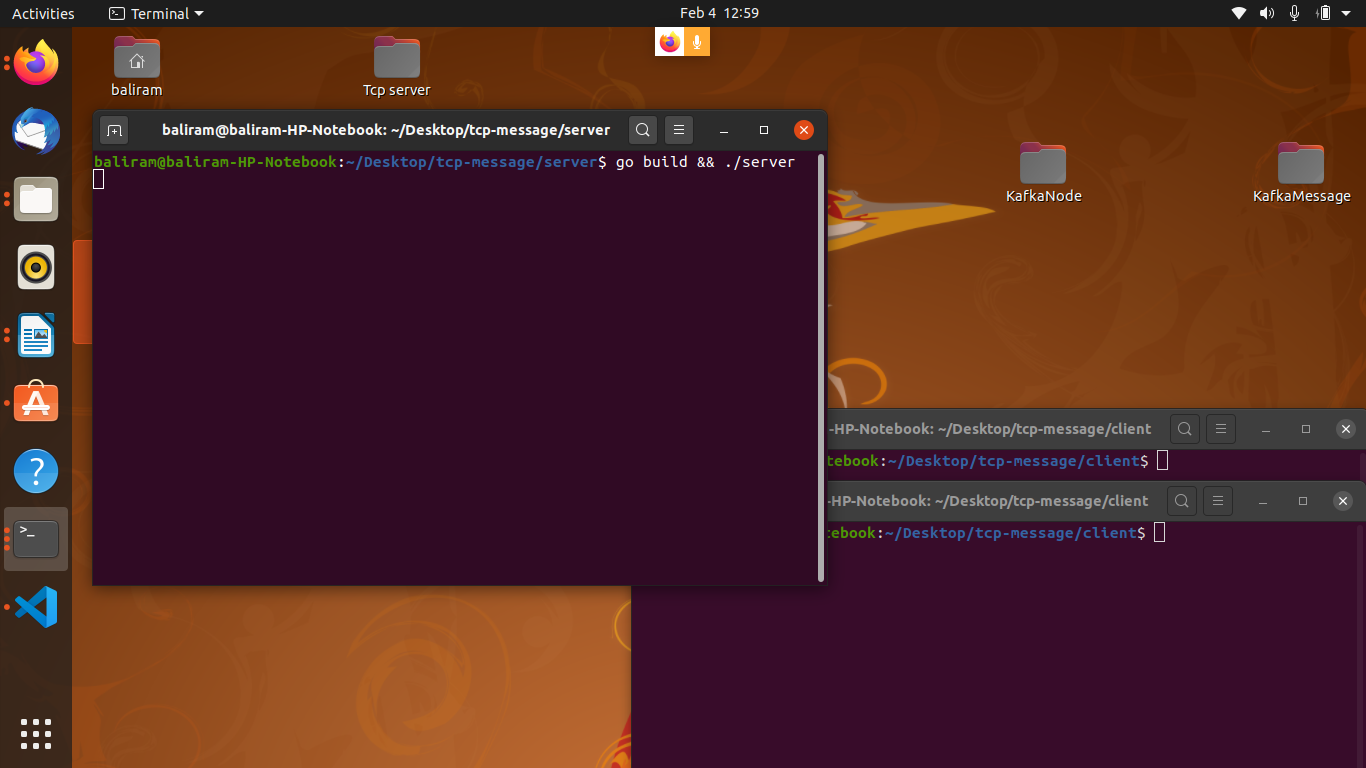 Activities
Terminal
Feb 4 12:59
baliram
Tcp server
baliram@baliram-HP-Notebook: ~/Desktop/tcp-message/server
baliram@baliram-HP-Notebook:~/Desktop/tcp-message/server$ go build && ./server
KafkaNode
KafkaMessage
-HP-Notebook: ~/Desktop/tcp-message/client
tebook:~/Desktop/tcp-message/client$
-HP-Notebook: ~/Desktop/tcp-message/client
tebook:~/Desktop/tcp-message/client$